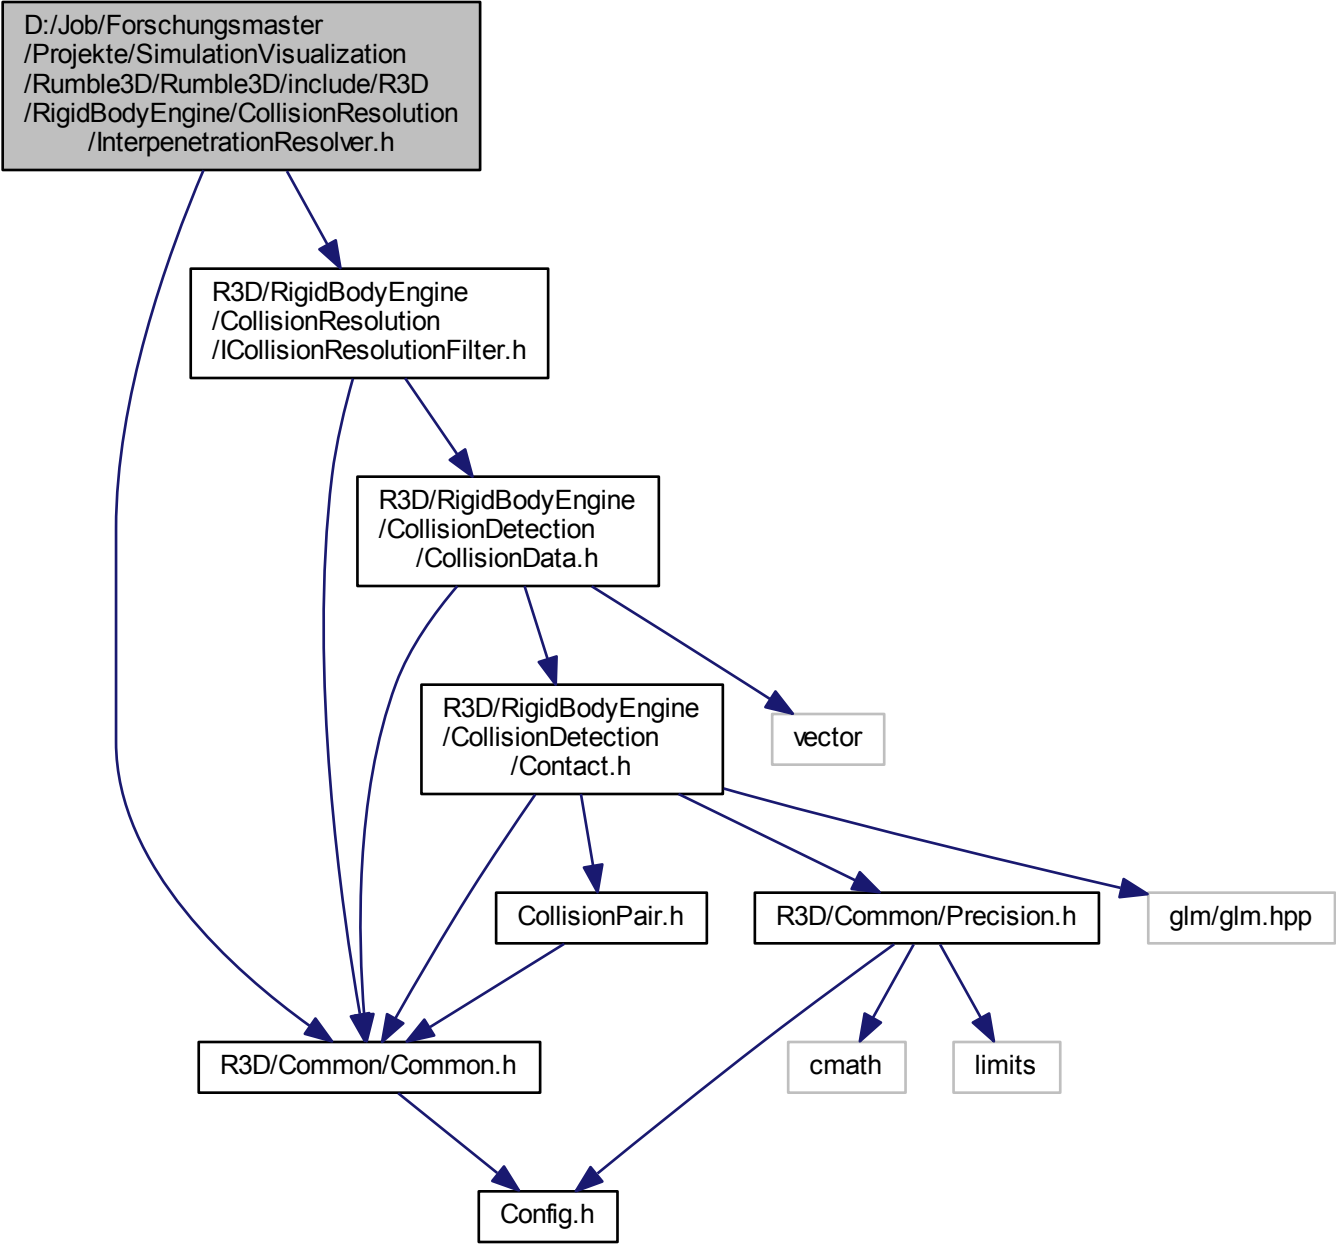 D:/Job/Forschungsmaster
/Projekte/SimulationVisualization
/Rumble3D/Rumble3D/include/R3D
/RigidBodyEngine/CollisionResolution
/InterpenetrationResolver.h
R3D/RigidBodyEngine
/CollisionResolution
/ICollisionResolutionFilter.h
R3D/RigidBodyEngine
/CollisionDetection
/CollisionData.h
R3D/RigidBodyEngine
/CollisionDetection
/Contact.h
vector
CollisionPair.h
R3D/Common/Precision.h
glm/glm.hpp
R3D/Common/Common.h
cmath
limits
Config.h